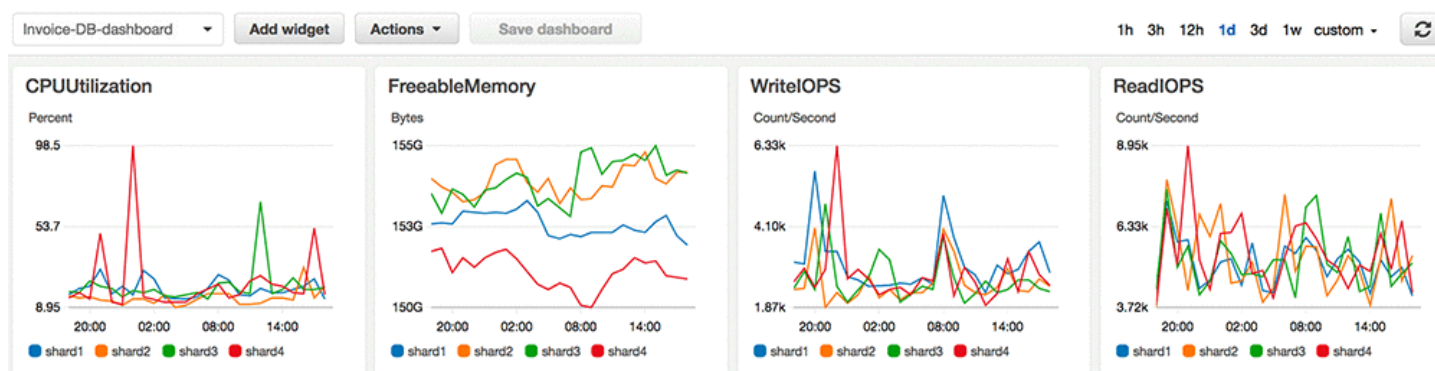 Invoice-DB-dashboard Add widget Actions Save dashboard 1h 3h 12h 1d 3d 1w custom
CPUUtilization
Percent
98.5
53.7
8.95
20:00 02:00 08:00 14:00
shard1 shard2 shard3 shard4
FreeableMemory
Bytes
155G
153G
150G
20:00 02:00 08:00 14:00
shard1 shard2 shard3 shard4
WriteIOPS
Count/Second
6.33k
4.10k
1.87k
20:00 02:00 08:00 14:00
shard1 shard2 shard3 shard4
ReadIOPS
Count/Second
8.95k
6.33k
3.72k
20:00 02:00 08:00 14:00
shard1 shard2 shard3 shard4